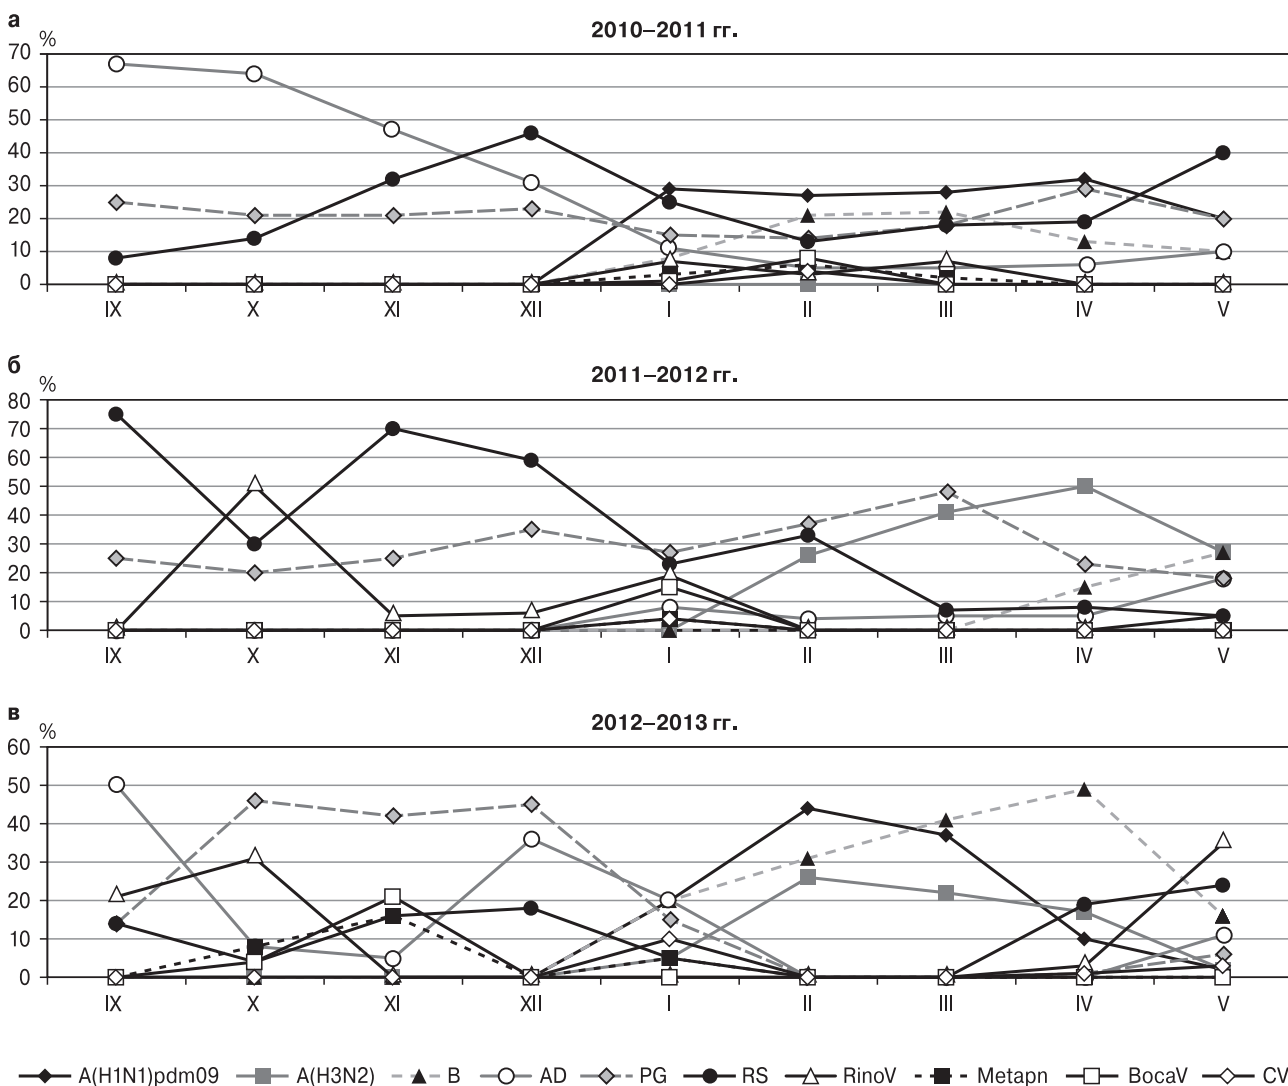 а
%
2010–2011 гг.
70
60
50
40
30
20
10
0
IX X XI XII I II III IV V
б
%
2011–2012 гг.
80
70
60
50
40
30
20
10
0
IX X XI XII I II III IV V
в
%
2012–2013 гг.
60
50
40
30
20
10
0
IX X XI XII I II III IV V
A(H1N1)pdm09 A(H3N2) B AD PG RS RinoV Metapn BocaV CV